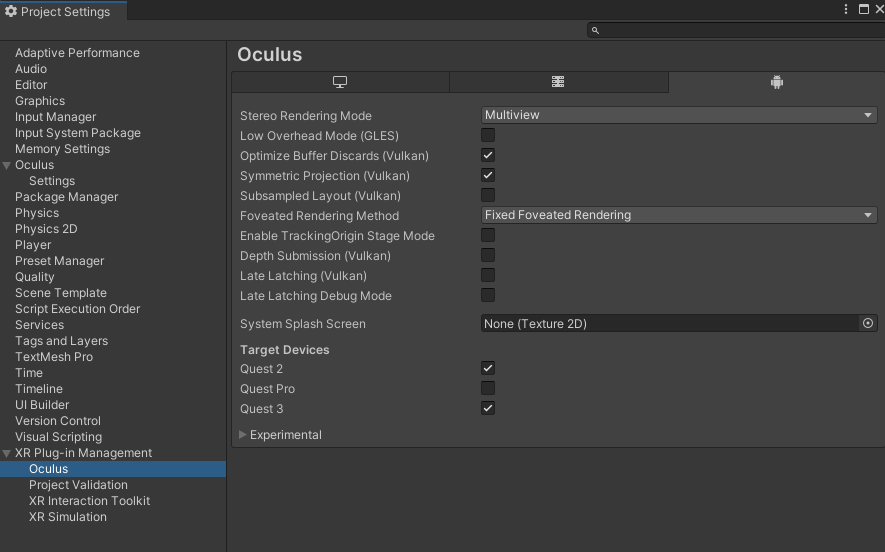 Project Settings
Adaptive Performance
Audio
Editor
Graphics
Input Manager
Input System Package
Memory Settings
Oculus
Settings
Package Manager
Physics
Physics 2D
Player
Preset Manager
Quality
Scene Template
Script Execution Order
Services
Tags and Layers
TextMesh Pro
Time
Timeline
UI Builder
Version Control
Visual Scripting
XR Plug-in Management
Oculus
Project Validation
XR Interaction Toolkit
XR Simulation
Oculus
Stereo Rendering Mode Multiview
Low Overhead Mode (GLES)
Optimize Buffer Discards (Vulkan)
Symmetric Projection (Vulkan)
Subsampled Layout (Vulkan)
Foveated Rendering Method Fixed Foveated Rendering
Enable TrackingOrigin Stage Mode
Depth Submission (Vulkan)
Late Latching (Vulkan)
Late Latching Debug Mode
System Splash Screen None (Texture 2D)
Target Devices
Quest 2
Quest Pro
Quest 3
Experimental